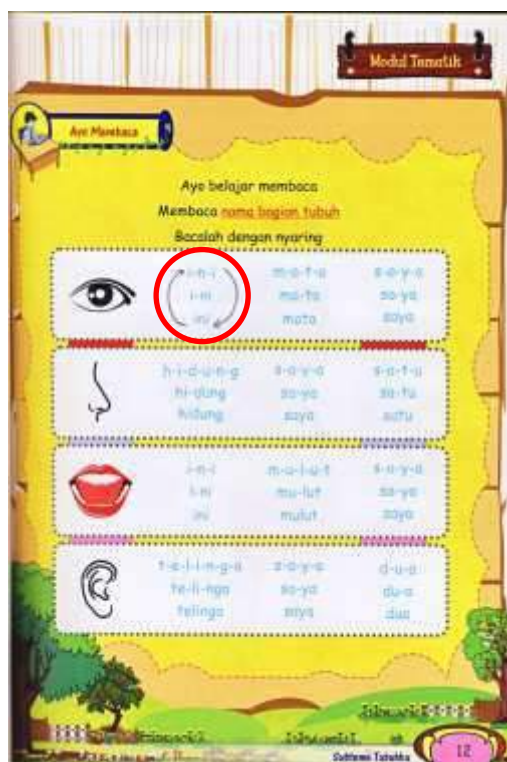 Modul Tematik
Ayo Membaca
Ayo belajar membaca
Membaca nama bagian tubuh
Bacalah dengan nyaring
i-n-i m-a-t-a s-a-y-a
i-ni ma-ta sa-ya
ini mata saya
h-i-d-u-n-g s-a-y-a s-a-t-u
hi-dung sa-ya sa-tu
hidung saya satu
i-n-i m-u-l-u-t s-a-y-a
i-ni mu-lut sa-ya
ini mulut saya
t-e-l-i-n-g-a s-a-y-a d-u-a
te-li-nga sa-ya du-a
telinga saya dua
Subtema Tubuhku
12